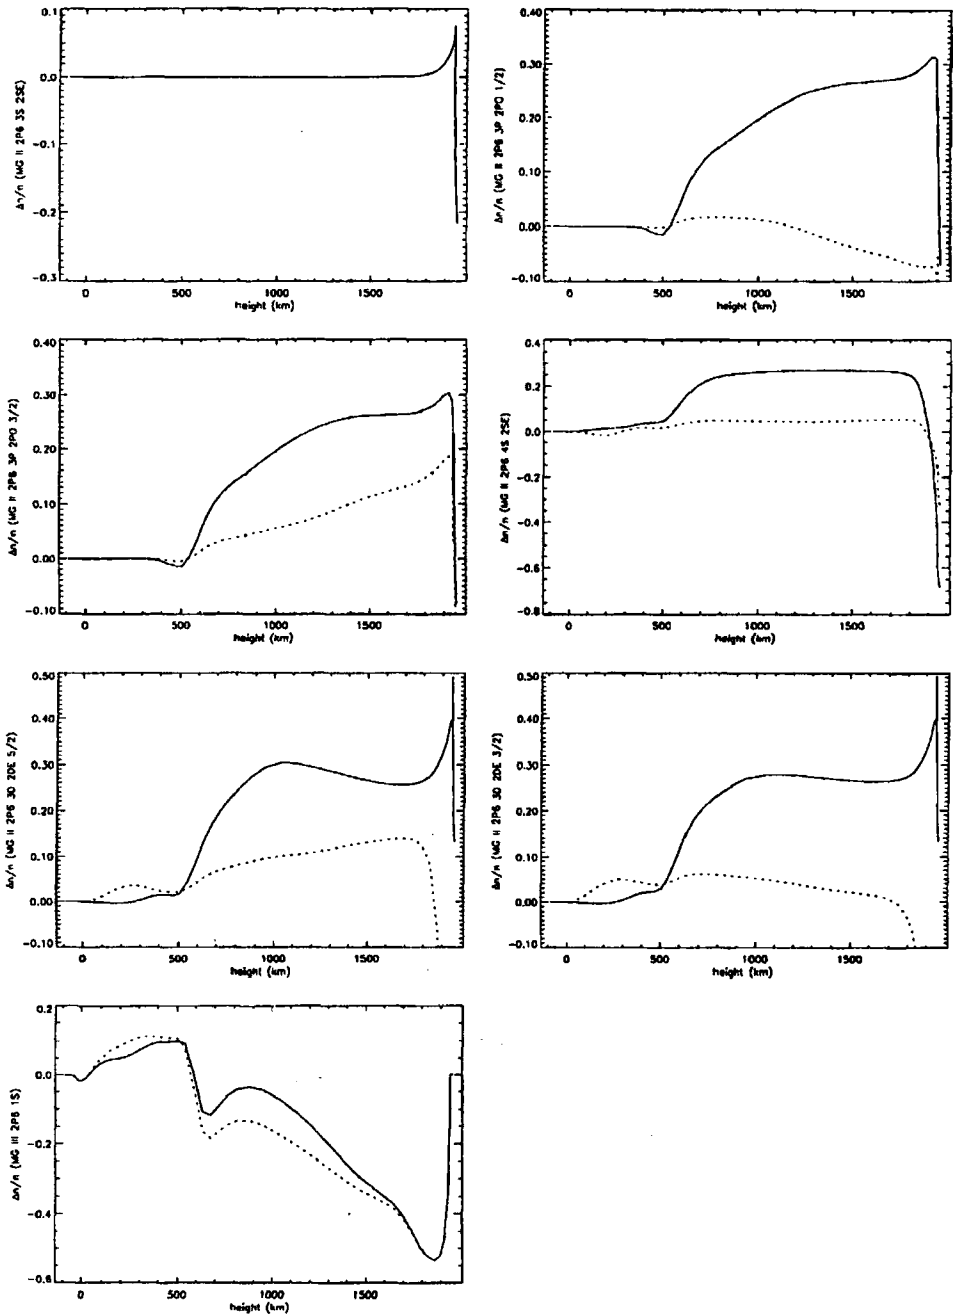 0.1
0.0
-0.1
-0.2
-0.3
Δn/n (MG II 2P6 3S 2SE)
0 500 1000 1500
height (km)
0.40
0.30
0.20
0.10
0.00
-0.10
Δn/n (MG II 2P6 3P 2PO 1/2)
0 500 1000 1500
height (km)
0.40
0.30
0.20
0.10
0.00
-0.10
Δn/n (MG II 2P6 3P 2PO 3/2)
0 500 1000 1500
height (km)
0.4
0.2
0.0
-0.2
-0.4
-0.6
-0.8
Δn/n (MG II 2P6 4S 2SE)
0 500 1000 1500
height (km)
0.50
0.40
0.30
0.20
0.10
0.00
-0.10
Δn/n (MG II 2P6 3D 2DE 5/2)
0 500 1000 1500
height (km)
0.50
0.40
0.30
0.20
0.10
0.00
-0.10
Δn/n (MG II 2P6 3D 2DE 3/2)
0 500 1000 1500
height (km)
0.2
0.0
-0.2
-0.4
-0.6
Δn/n (MG III 2P6 1S)
0 500 1000 1500
height (km)